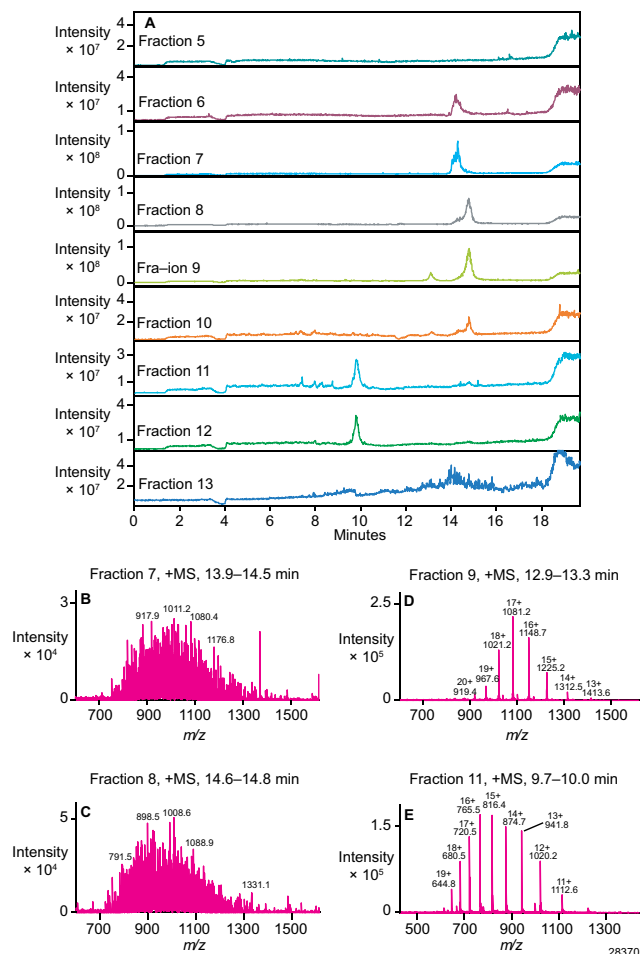 A
Intensity
× 10⁷
4
2
Fraction 5
Intensity
× 10⁷
4
1
Fraction 6
Intensity
× 10⁸
1
0
Fraction 7
Intensity
× 10⁸
1
0
Fraction 8
Intensity
× 10⁸
1
0
Fra–ion 9
Intensity
× 10⁷
4
2
Fraction 10
Intensity
× 10⁷
3
1
Fraction 11
Intensity
× 10⁷
4
1
Fraction 12
Intensity
× 10⁷
4
2
Fraction 13
0 2 4 6 8 10 12 14 16 18
Minutes
Fraction 7, +MS, 13.9–14.5 min
B
3
Intensity
× 10⁴
0
917.9 1011.2 1080.4 1176.8
700 900 1100 1300 1500
m/z
Fraction 9, +MS, 12.9–13.3 min
D
2.5
Intensity
× 10⁵
0
20+
919.4
19+
967.6
18+
1021.2
17+
1081.2
16+
1148.7
15+
1225.2
14+
1312.5
13+
1413.6
700 900 1100 1300 1500
m/z
Fraction 8, +MS, 14.6–14.8 min
C
5
Intensity
× 10⁴
0
791.5 898.5 1008.6 1088.9 1331.1
700 900 1100 1300 1500
m/z
Fraction 11, +MS, 9.7–10.0 min
E
1.5
Intensity
× 10⁵
0
19+
644.8
18+
680.5
17+
720.5
16+
765.5
15+
816.4
14+
874.7
13+
941.8
12+
1020.2
11+
1112.6
500 700 900 1100 1300
m/z
28370